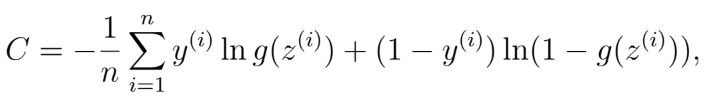 C = -\frac{1}{n} \sum_{i=1}^{n} y^{(i)} \ln g(z^{(i)}) + (1 - y^{(i)}) \ln(1 - g(z^{(i)})),